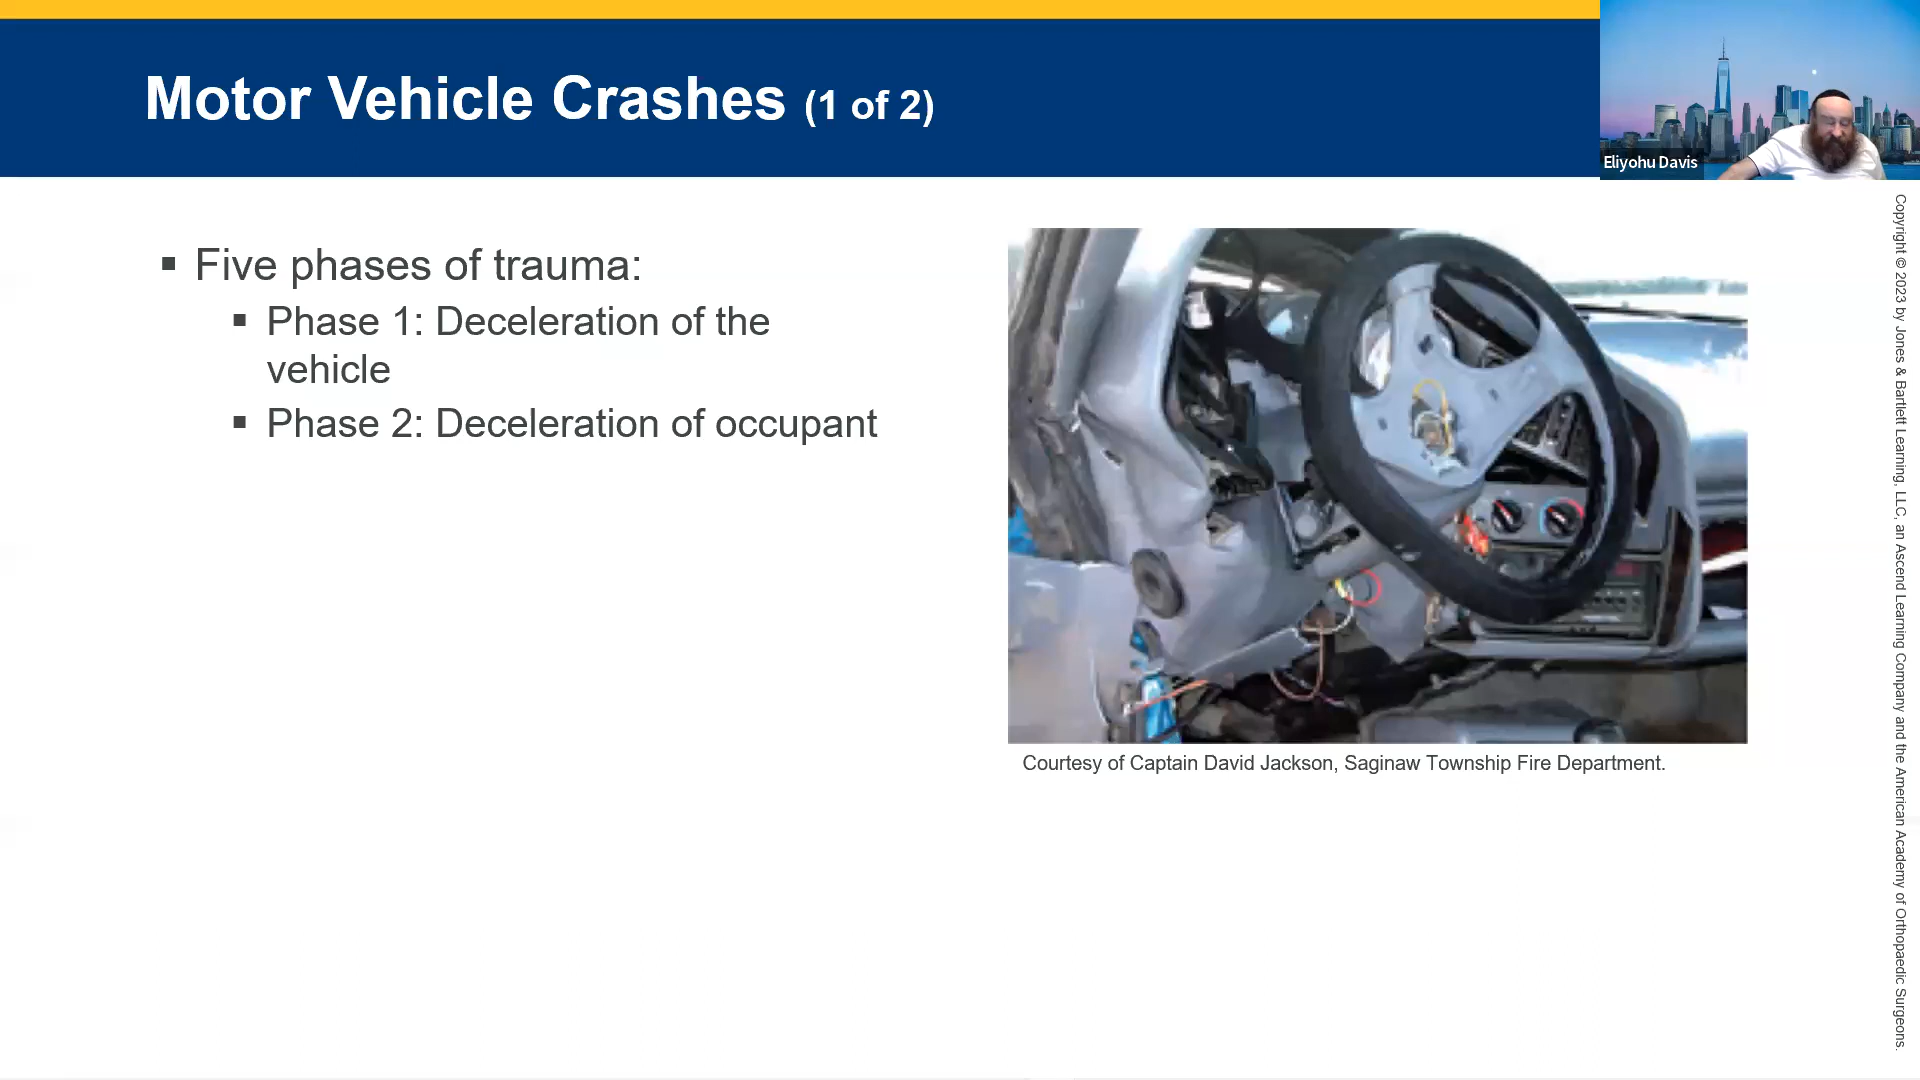 Motor Vehicle Crashes (1 of 2)
Eliyohu Davis
▪ Five phases of trauma:
▪ Phase 1: Deceleration of the
vehicle
▪ Phase 2: Deceleration of occupant
Courtesy of Captain David Jackson, Saginaw Township Fire Department.
Copyright © 2023 by Jones & Bartlett Learning, LLC, an Ascend Learning Company and the American Academy of Orthopaedic Surgeons.